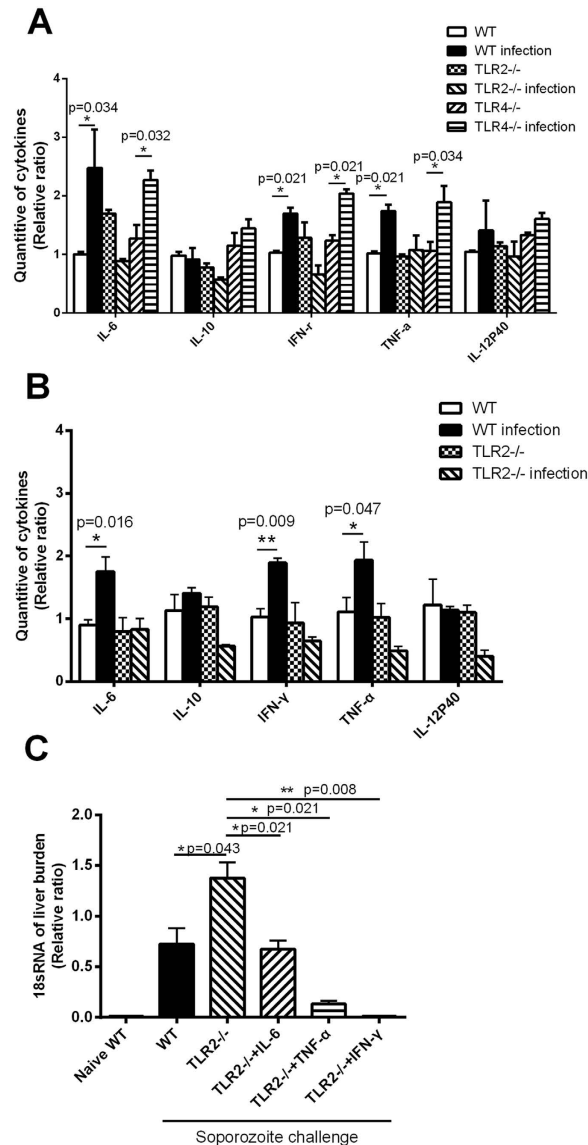 A
WT
WT infection
TLR2-/-
TLR2-/- infection
TLR4-/-
TLR4-/- infection
Quantitive of cytokines
(Relative ratio)
4
3
2
1
0
p=0.034
*
p=0.032
*
p=0.021
*
p=0.021
*
p=0.021
*
p=0.034
*
IL-6
IL-10
IFN-r
TNF-a
IL-12P40
B
WT
WT infection
TLR2-/-
TLR2-/- infection
Quantitive of cytokines
(Relative ratio)
4
3
2
1
0
p=0.016
*
p=0.009
**
p=0.047
*
IL-6
IL-10
IFN-γ
TNF-α
IL-12P40
C
18sRNA of liver burden
(Relative ratio)
2.0
1.5
1.0
0.5
0.0
** p=0.008
* p=0.021
*p=0.021
*p=0.043
Naive WT
WT
TLR2-/-
TLR2-/-+IL-6
TLR2-/-+TNF-α
TLR2-/-+IFN-γ
Soporozoite challenge